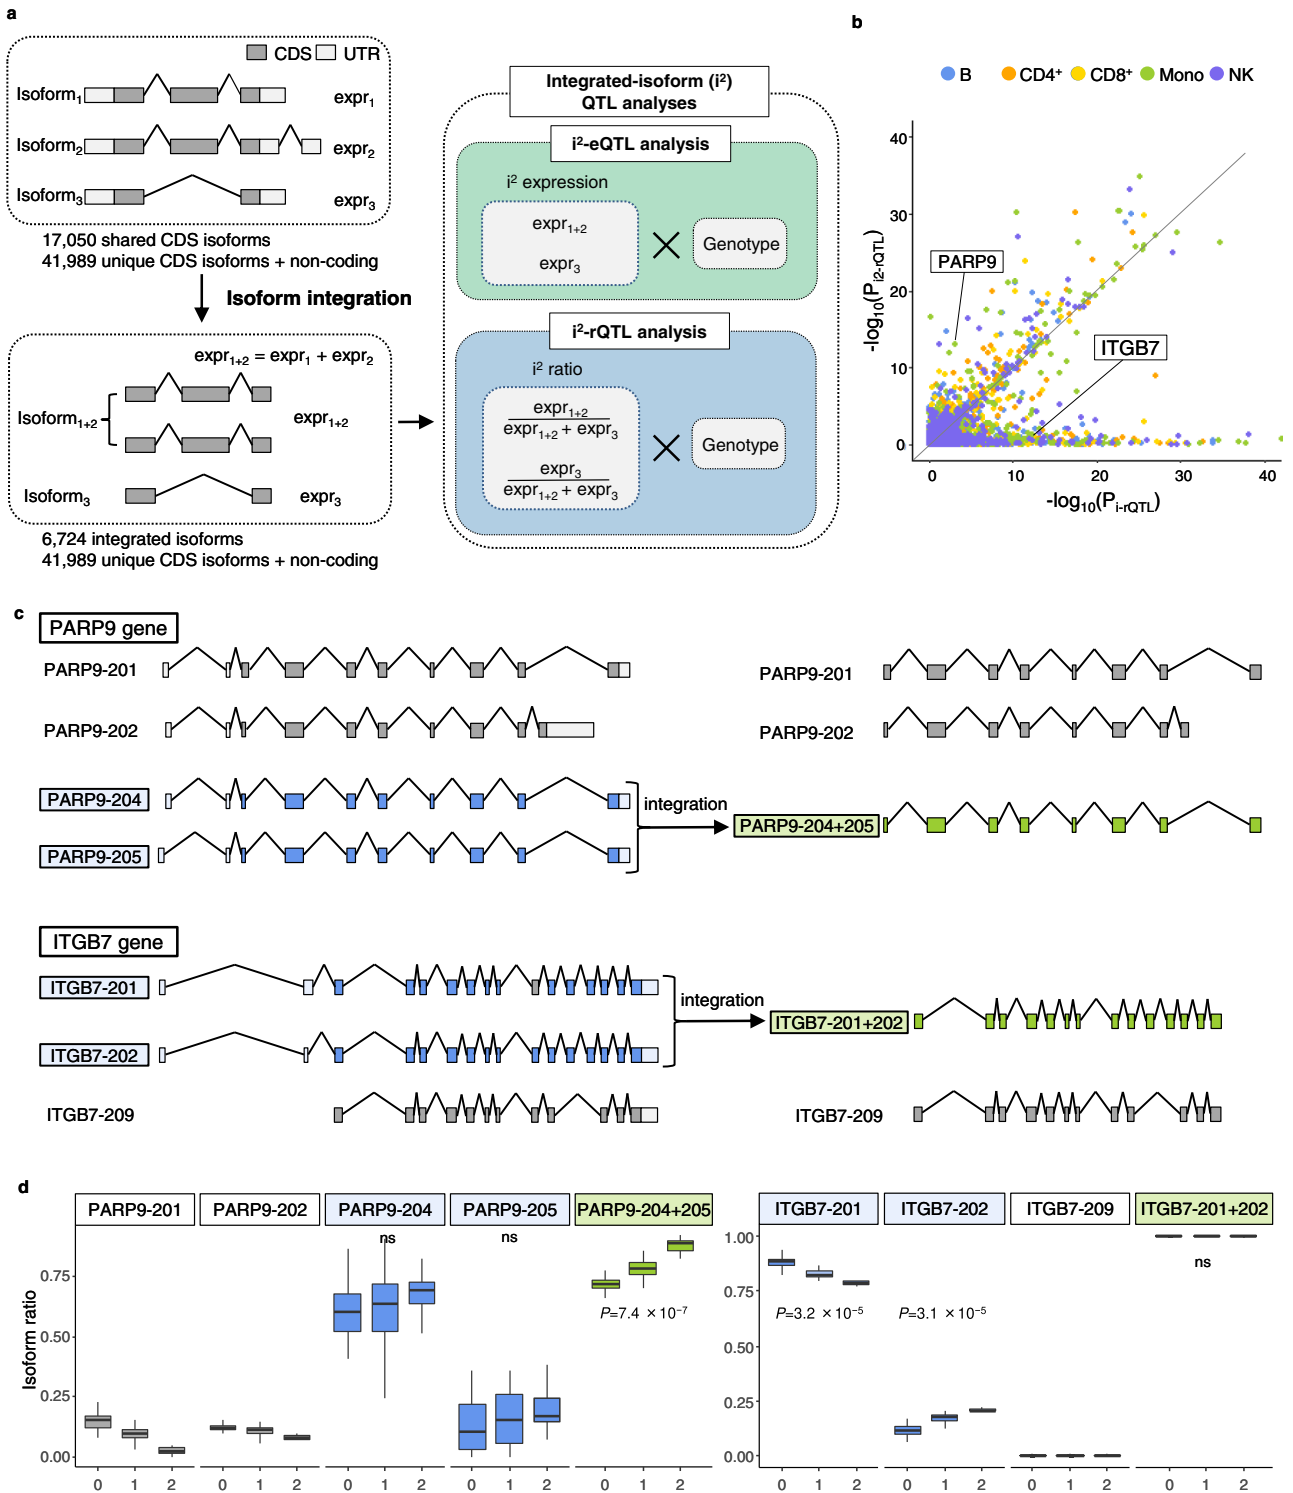 a
CDS UTR
Isoform1 expr1
Isoform2 expr2
Isoform3 expr3
17,050 shared CDS isoforms
41,989 unique CDS isoforms + non-coding
Isoform integration
expr1+2 = expr1 + expr2
Isoform1+2 expr1+2
Isoform3 expr3
6,724 integrated isoforms
41,989 unique CDS isoforms + non-coding
Integrated-isoform (i²)
QTL analyses
i²-eQTL analysis
i² expression
expr1+2
expr3
Genotype
i²-rQTL analysis
i² ratio
expr1+2
expr1+2 + expr3
expr3
expr1+2 + expr3
Genotype
b
B CD4+ CD8+ Mono NK
40
30
20
10
0
-log10(Pi2-rQTL)
PARP9
ITGB7
0 10 20 30 40
-log10(Pi-rQTL)
c
PARP9 gene
PARP9-201
PARP9-202
PARP9-204
PARP9-205
integration
PARP9-201
PARP9-202
PARP9-204+205
ITGB7 gene
ITGB7-201
ITGB7-202
ITGB7-209
integration
ITGB7-201+202
ITGB7-209
d
PARP9-201 PARP9-202 PARP9-204 PARP9-205 PARP9-204+205
ns ns
P=7.4 ×10-7
Isoform ratio
0.75
0.50
0.25
0.00
0 1 2 0 1 2 0 1 2 0 1 2 0 1 2
ITGB7-201 ITGB7-202 ITGB7-209 ITGB7-201+202
ns
P=3.2 ×10-5 P=3.1 ×10-5
1.00
0.75
0.50
0.25
0.00
0 1 2 0 1 2 0 1 2 0 1 2